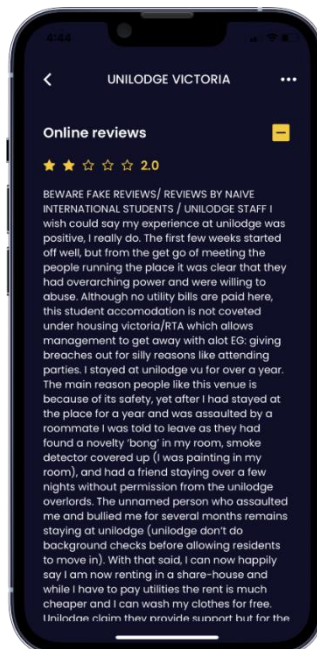 4:44
UNILODGE VICTORIA
Online reviews
2.0
BEWARE FAKE REVIEWS/ REVIEWS BY NAIVE
INTERNATIONAL STUDENTS / UNILODGE STAFF I
wish could say my experience at unilodge was
positive, I really do. The first few weeks started
off well, but from the get go of meeting the
people running the place it was clear that they
had overarching power and were willing to
abuse. Although no utility bills are paid here,
this student accomodation is not coveted
under housing victoria/RTA which allows
management to get away with alot EG: giving
breaches out for silly reasons like attending
parties. I stayed at unilodge vu for over a year.
The main reason people like this venue is
because of its safety, yet after I had stayed at
the place for a year and was assaulted by a
roommate I was told to leave as they had
found a novelty 'bong' in my room, smoke
detector covered up (I was painting in my
room), and had a friend staying over a few
nights without permission from the unilodge
overlords. The unnamed person who assaulted
me and bullied me for several months remains
staying at unilodge (unilodge don't do
background checks before allowing residents
to move in). With that said, I can now happily
say I am now renting in a share-house and
while I have to pay utilities the rent is much
cheaper and I can wash my clothes for free.
Unilodge claim they provide support but for the